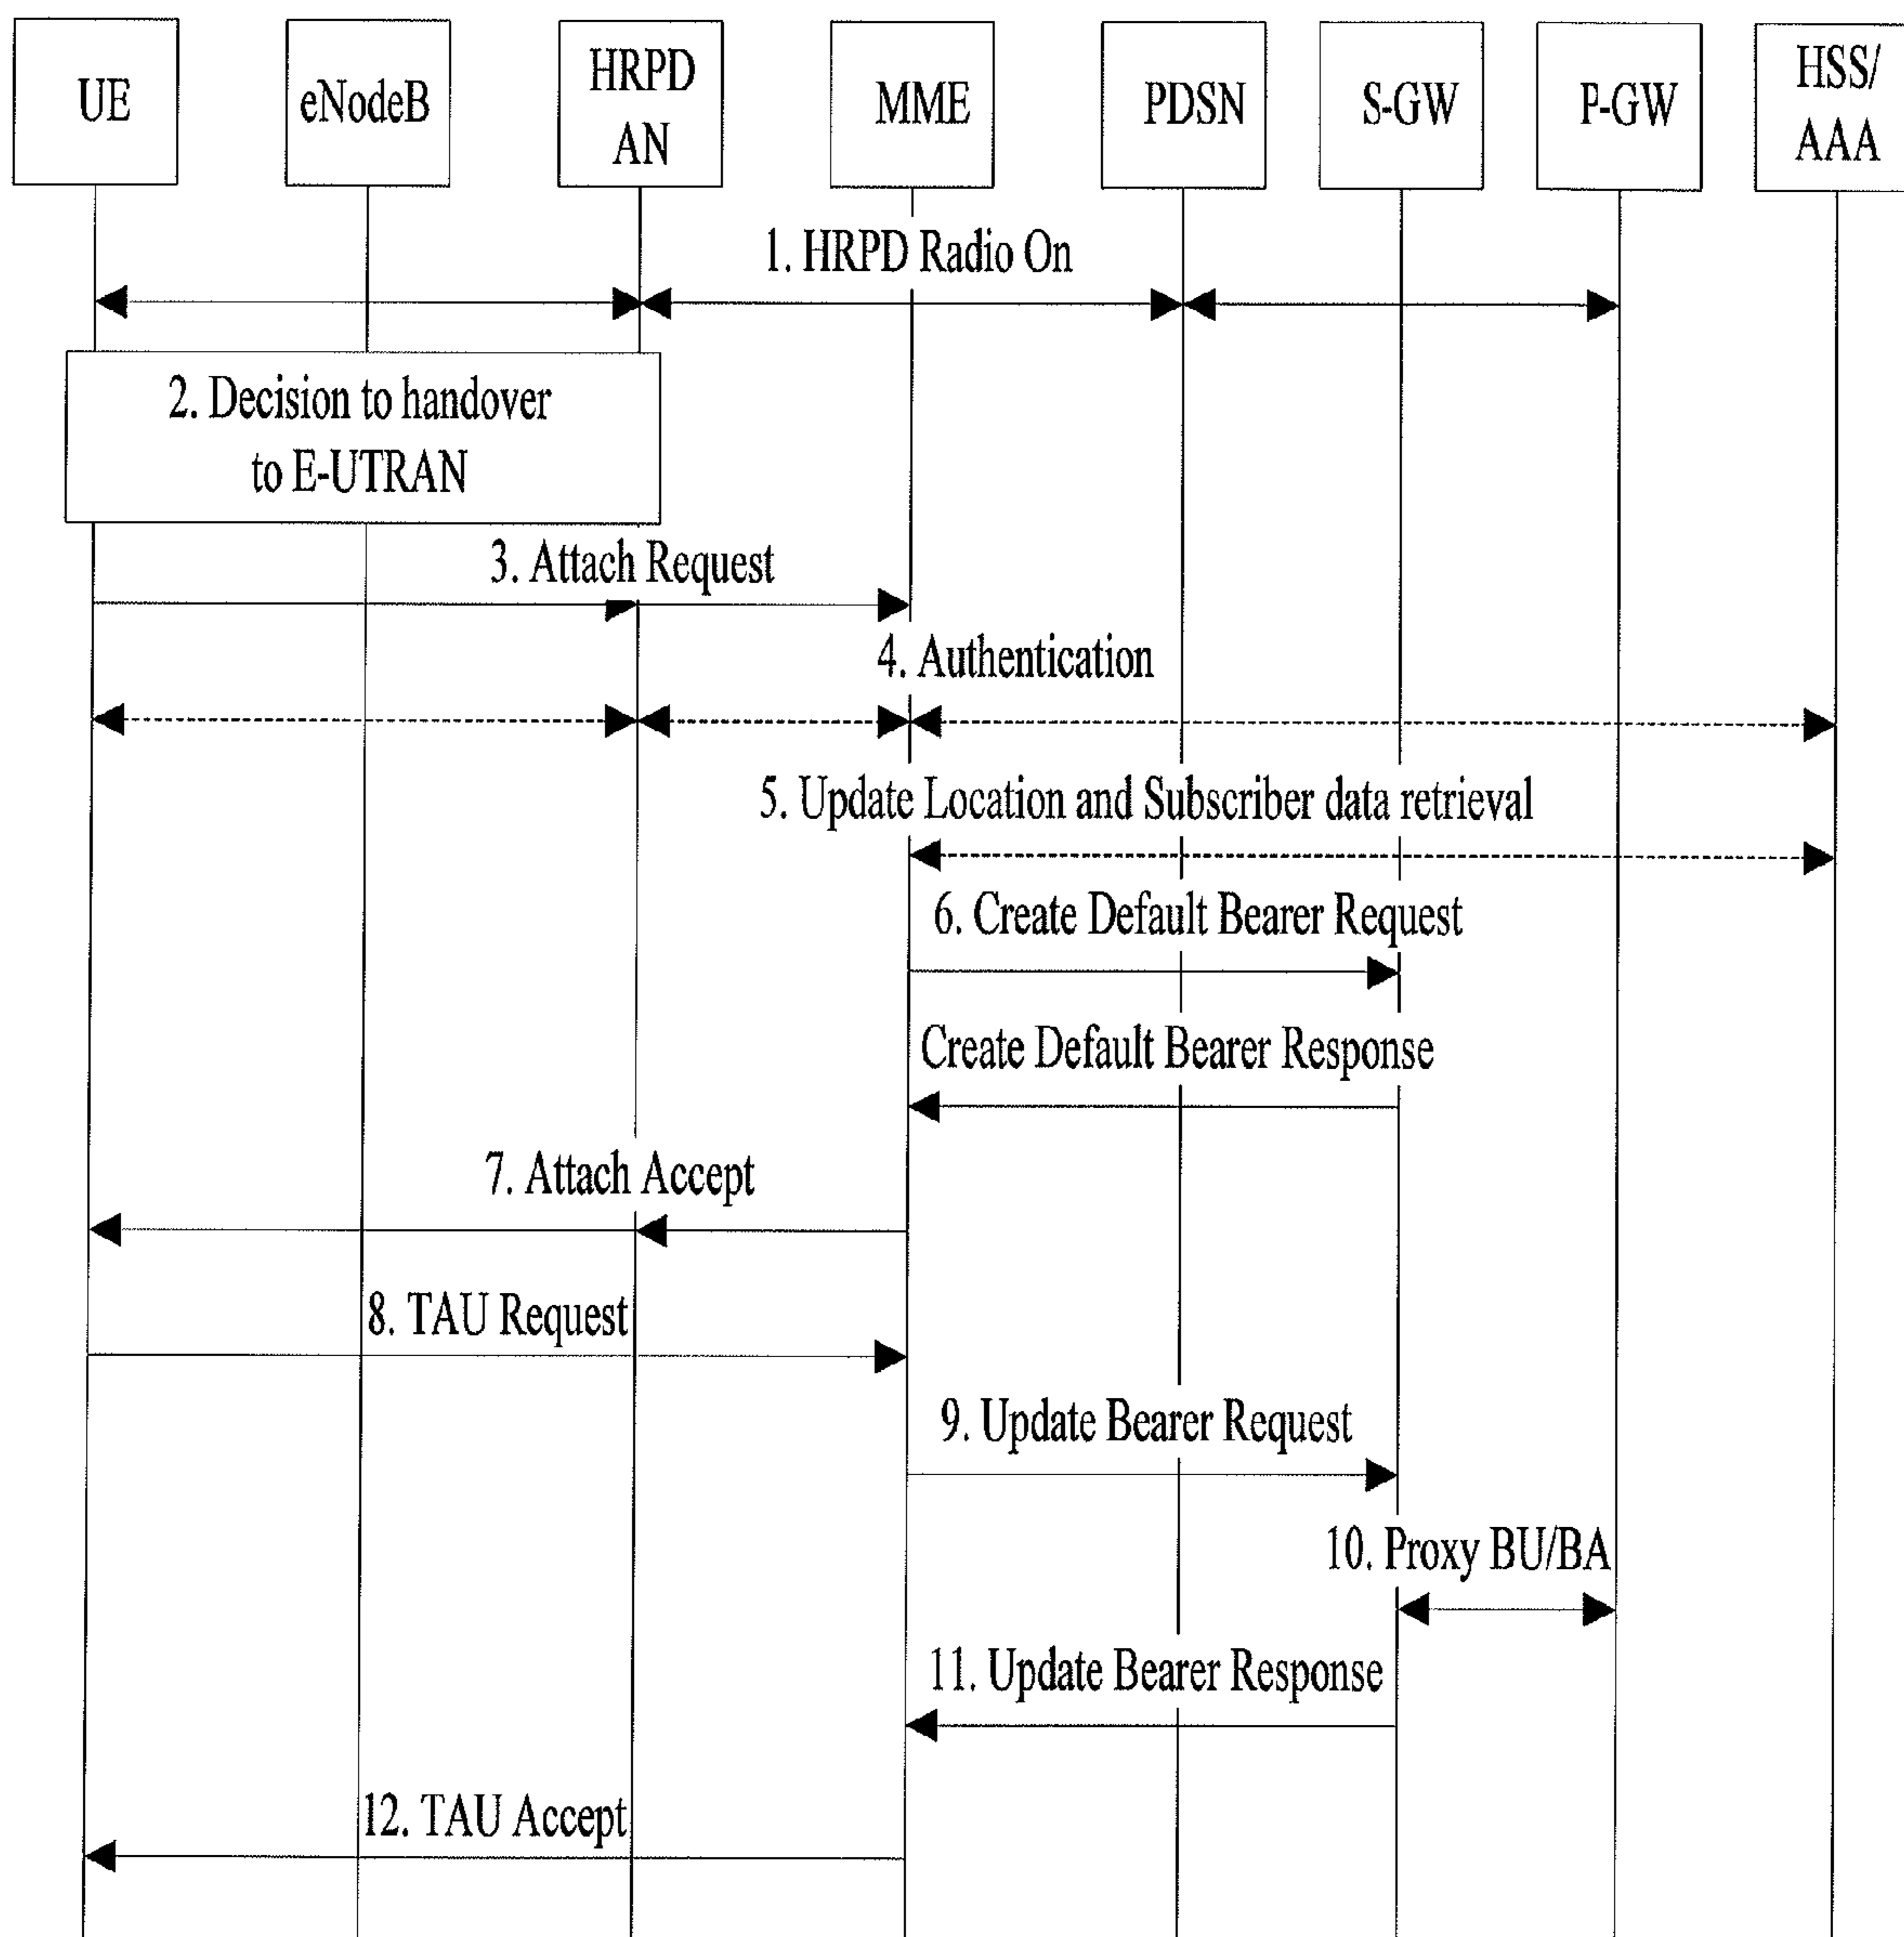 UE
eNodeB
HRPD
AN
MME
PDSN
S-GW
P-GW
HSS/
AAA
1. HRPD Radio On
2. Decision to handover
to E-UTRAN
3. Attach Request
4. Authentication
5. Update Location and Subscriber data retrieval
6. Create Default Bearer Request
Create Default Bearer Response
7. Attach Accept
8. TAU Request
9. Update Bearer Request
10. Proxy BU/BA
11. Update Bearer Response
12. TAU Accept